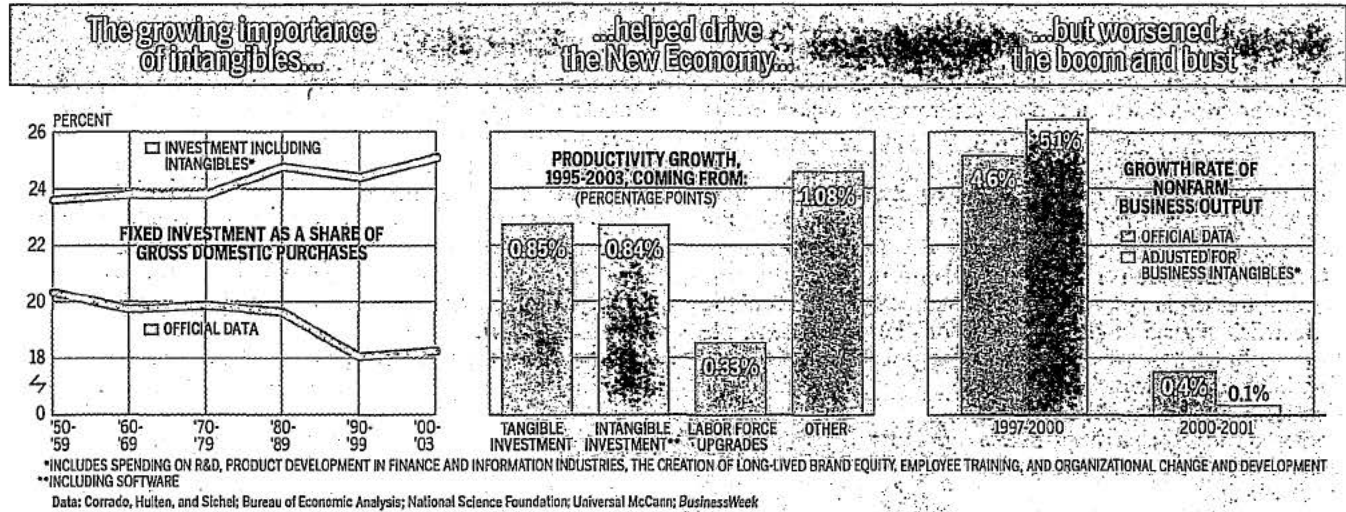 The growing importance
of intangibles...
...helped drive
the New Economy...
...but worsened
the boom and bust
PERCENT
26
24
22
20
18
0
INVESTMENT INCLUDING
INTANGIBLES*
FIXED INVESTMENT AS A SHARE OF
GROSS DOMESTIC PURCHASES
OFFICIAL DATA
'50-
'59
'60-
'69
'70-
'79
'80-
'89
'90-
'99
'00-
'03
PRODUCTIVITY GROWTH,
1995-2003, COMING FROM:
(PERCENTAGE POINTS)
0.85%
0.84%
0.33%
1.08%
TANGIBLE
INVESTMENT
INTANGIBLE
INVESTMENT**
LABOR FORCE
UPGRADES
OTHER
4.6%
5.1%
GROWTH RATE OF
NONFARM
BUSINESS OUTPUT
OFFICIAL DATA
ADJUSTED FOR
BUSINESS INTANGIBLES*
0.4%
0.1%
1997-2000
2000-2001
*INCLUDES SPENDING ON R&D, PRODUCT DEVELOPMENT IN FINANCE AND INFORMATION INDUSTRIES, THE CREATION OF LONG-LIVED BRAND EQUITY, EMPLOYEE TRAINING, AND ORGANIZATIONAL CHANGE AND DEVELOPMENT
**INCLUDING SOFTWARE
Data: Corrado, Hulten, and Sichel; Bureau of Economic Analysis; National Science Foundation; Universal McCann; BusinessWeek